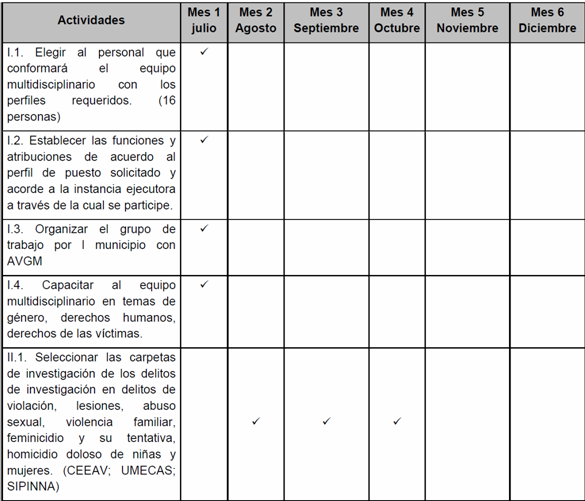 Actividades
Mes 1 julio
Mes 2 Agosto
Mes 3 Septiembre
Mes 4 Octubre
Mes 5 Noviembre
Mes 6 Diciembre
I.1. Elegir al personal que
conformará el equipo
multidisciplinario con los
perfiles requeridos. (16
personas)
✓
I.2. Establecer las funciones y
atribuciones de acuerdo al
perfil de puesto solicitado y
acorde a la instancia ejecutora
a través de la cual se participe.
✓
I.3. Organizar el grupo de
trabajo por l municipio con
AVGM
✓
I.4. Capacitar al equipo
multidisciplinario en temas de
género, derechos humanos,
derechos de las víctimas.
✓
II.1. Seleccionar las carpetas
de investigación de los delitos
de investigación en delitos de
violación, lesiones, abuso
sexual, violencia familiar,
feminicidio y su tentativa,
homicidio doloso de niñas y
mujeres. (CEEAV; UMECAS;
SIPINNA)
✓ ✓ ✓